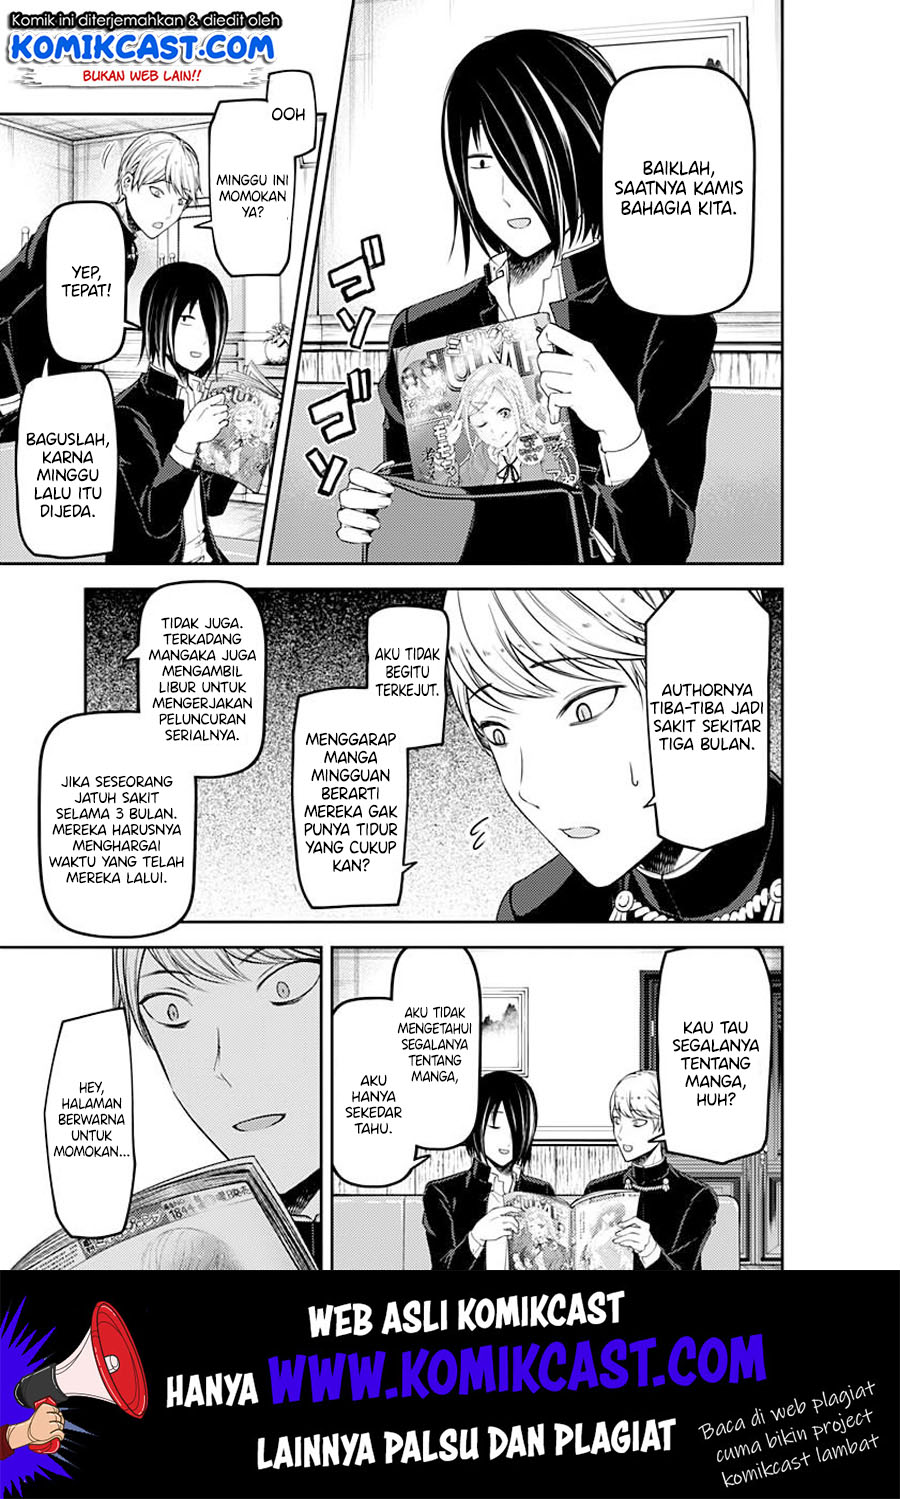 Komik ini diterjemahkan & diedit oleh
KOMIKCAST.COM
BUKAN WEB LAIN!!
BAIKLAH,
SAATNYA KAMIS
BAHAGIA KITA.
ゴソ
ゴソ
OOH
MINGGU INI
MOMOKAN
YA?
YEP,
TEPAT!
BAGUSLAH,
KARNA
MINGGU
LALU ITU
DIJEDA.
AUTHORNYA
TIBA-TIBA JADI
SAKIT SEKITAR
TIGA BULAN.
AKU TIDAK
BEGITU
TERKEJUT.
MENGGARAP
MANGA
MINGGUAN
BERARTI
MEREKA GAK
PUNYA TIDUR
YANG CUKUP
KAN?
TIDAK JUGA.
TERKADANG
MANGAKA JUGA
MENGAMBIL
LIBUR UNTUK
MENGERJAKAN
PELUNCURAN
SERIALNYA.
JIKA SESEORANG
JATUH SAKIT
SELAMA 3 BULAN.
MEREKA HARUSNYA
MENGHARGAI
WAKTU YANG TELAH
MEREKA LALUI.
KAU TAU
SEGALANYA
TENTANG
MANGA,
HUH?
AKU TIDAK
MENGETAHUI
SEGALANYA
TENTANG
MANGA,
AKU
HANYA
SEKEDAR
TAHU.
HEY,
HALAMAN
BERWARNA
UNTUK
MOMOKAN...
WEB ASLI KOMIKCAST
HANYA WWW.KOMIKCAST.COM
LAINNYA PALSU DAN PLAGIAT
Baca di web plagiat
cuma bikin project
komikcast lambat